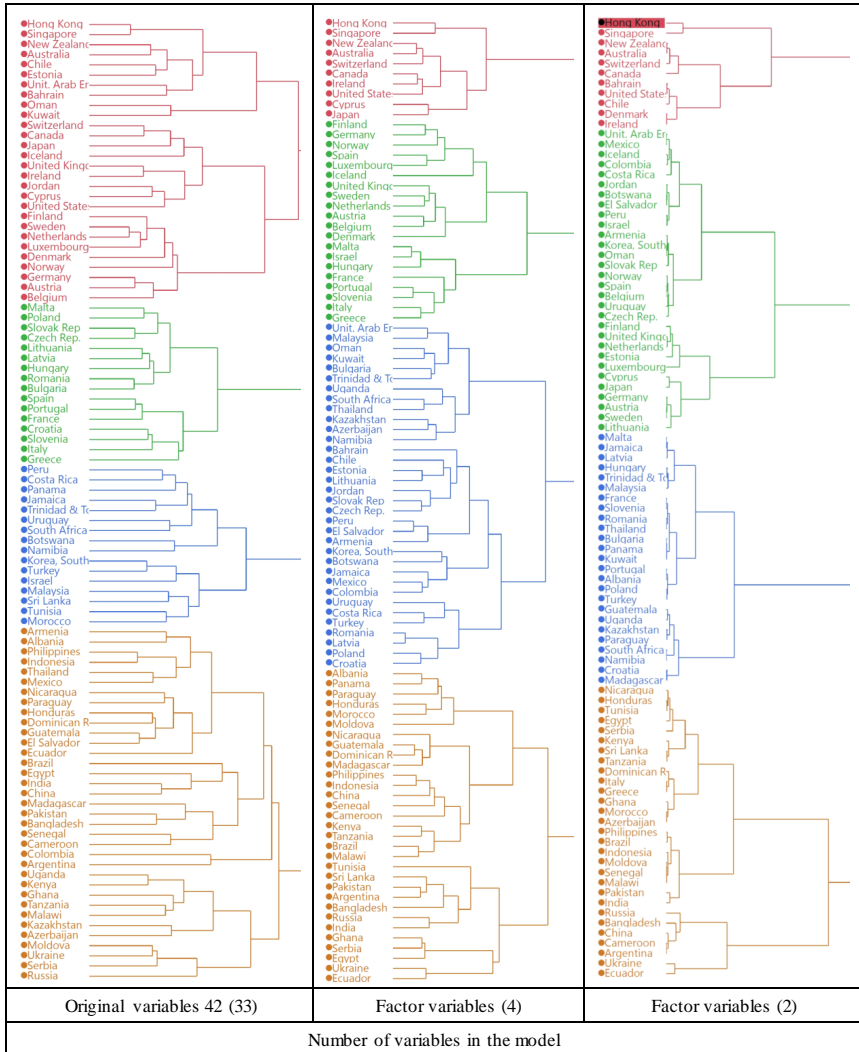 Hong Kong
Singapore
New Zealand
Australia
Chile
Estonia
Unit. Arab Er
Bahrain
Oman
Kuwait
Switzerland
Canada
Japan
Iceland
United Kingd
Ireland
Jordan
Cyprus
United State
Finland
Sweden
Netherlands
Luxembourg
Denmark
Norway
Germany
Austria
Belgium
Malta
Poland
Slovak Rep
Czech Rep.
Lithuania
Latvia
Hungary
Romania
Bulgaria
Spain
Portugal
France
Croatia
Slovenia
Italy
Greece
Peru
Costa Rica
Panama
Jamaica
Trinidad & To
Uruguay
South Africa
Botswana
Namibia
Korea, South
Turkey
Israel
Malaysia
Sri Lanka
Tunisia
Morocco
Armenia
Albania
Philippines
Indonesia
Thailand
Mexico
Nicaragua
Paraguay
Honduras
Dominican R
Guatemala
El Salvador
Ecuador
Brazil
Egypt
India
China
Madagascar
Pakistan
Bangladesh
Senegal
Cameroon
Colombia
Argentina
Uganda
Kenya
Ghana
Tanzania
Malawi
Kazakhstan
Azerbaijan
Moldova
Ukraine
Serbia
Russia
Original variables 42 (33)
Hong Kong
Singapore
New Zealand
Australia
Switzerland
Canada
Ireland
United State
Cyprus
Japan
Finland
Germany
Norway
Spain
Luxembourg
Iceland
United Kingd
Sweden
Netherlands
Austria
Belgium
Denmark
Malta
Israel
Hungary
France
Portugal
Slovenia
Italy
Greece
Unit. Arab Er
Malaysia
Oman
Kuwait
Bulgaria
Trinidad & To
Uganda
South Africa
Thailand
Kazakhstan
Azerbaijan
Namibia
Bahrain
Chile
Estonia
Lithuania
Jordan
Slovak Rep
Czech Rep.
Peru
El Salvador
Armenia
Korea, South
Botswana
Jamaica
Mexico
Colombia
Uruguay
Costa Rica
Turkey
Romania
Latvia
Poland
Croatia
Albania
Panama
Paraguay
Honduras
Morocco
Moldova
Nicaragua
Guatemala
Dominican R
Madagascar
Philippines
Indonesia
China
Senegal
Cameroon
Kenya
Tanzania
Brazil
Malawi
Tunisia
Sri Lanka
Pakistan
Argentina
Bangladesh
Russia
India
Ghana
Serbia
Egypt
Ukraine
Ecuador
Factor variables (4)
Hong Kong
Singapore
New Zealand
Australia
Switzerland
Canada
Bahrain
United State
Chile
Denmark
Ireland
Unit. Arab Er
Mexico
Iceland
Colombia
Costa Rica
Jordan
Botswana
El Salvador
Peru
Israel
Armenia
Korea, South
Oman
Slovak Rep
Norway
Spain
Belgium
Uruguay
Czech Rep.
Finland
United Kingd
Netherlands
Estonia
Luxembourg
Cyprus
Japan
Germany
Austria
Sweden
Lithuania
Malta
Jamaica
Latvia
Hungary
Trinidad & To
Malaysia
France
Slovenia
Romania
Thailand
Bulgaria
Panama
Kuwait
Portugal
Albania
Poland
Turkey
Guatemala
Uganda
Kazakhstan
Paraguay
South Africa
Namibia
Croatia
Madagascar
Nicaragua
Honduras
Tunisia
Egypt
Serbia
Kenya
Sri Lanka
Tanzania
Dominican R
Italy
Greece
Ghana
Morocco
Azerbaijan
Philippines
Brazil
Indonesia
Moldova
Senegal
Malawi
Pakistan
India
Russia
Bangladesh
China
Cameroon
Argentina
Ukraine
Ecuador
Factor variables (2)
Number of variables in the model